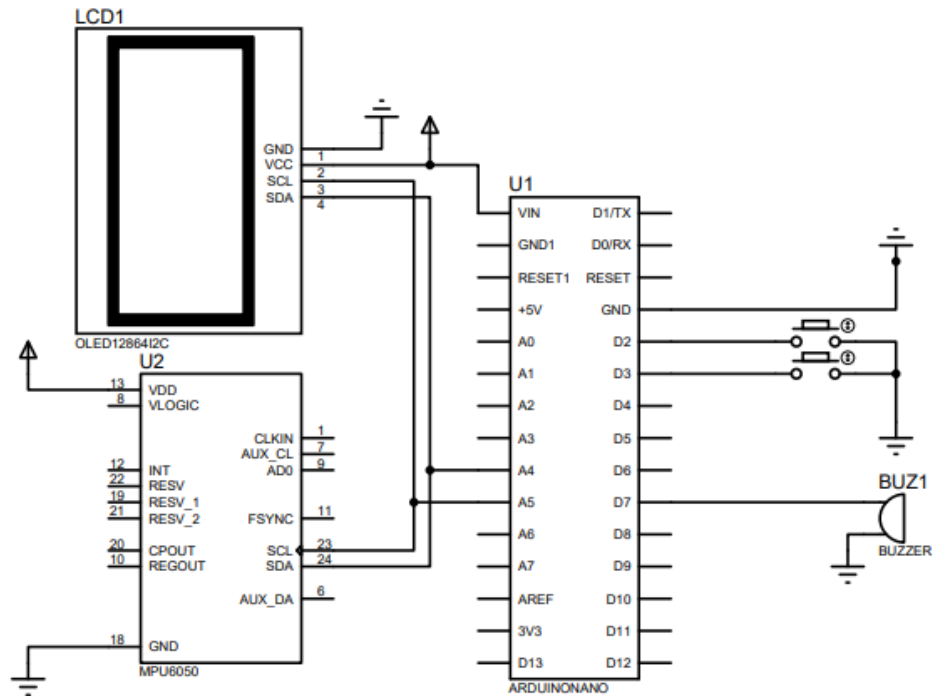 LCD1
GND
1
VCC
2
SCL
3
SDA
4
OLED12864I2C
U2
13
VDD
8
VLOGIC
CLKIN
1
AUX_CL
7
AD0
9
12
INT
22
RESV
19
RESV_1
21
RESV_2
FSYNC
11
20
CPOUT
10
REGOUT
SCL
23
SDA
24
AUX_DA
6
18
GND
MPU6050
U1
VIN
D1/TX
GND1
D0/RX
RESET1
RESET
+5V
GND
A0
D2
A1
D3
A2
D4
A3
D5
A4
D6
A5
D7
A6
D8
A7
D9
AREF
D10
3V3
D11
D13
D12
ARDUINONANO
BUZ1
BUZZER